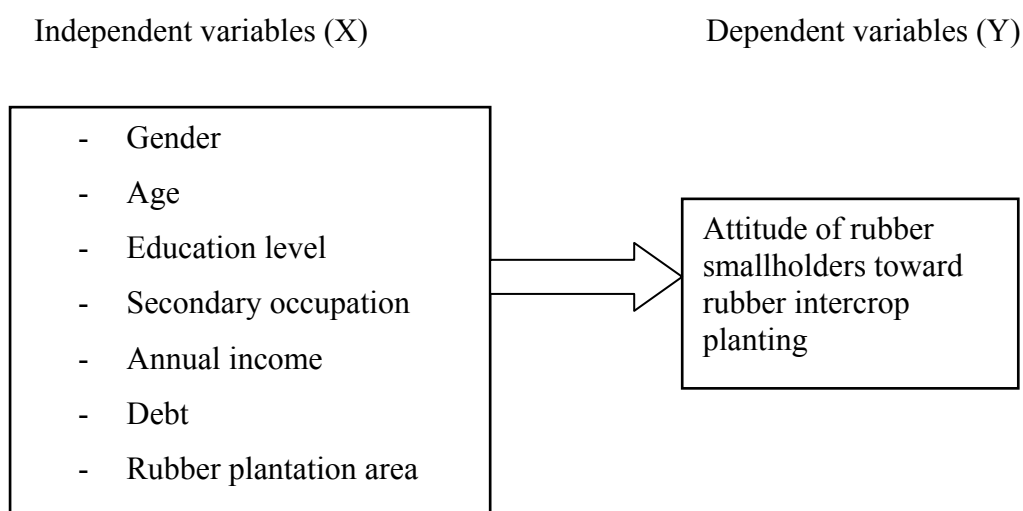 Independent variables (X)
Dependent variables (Y)
- Gender
- Age
- Education level
- Secondary occupation
- Annual income
- Debt
- Rubber plantation area
Attitude of rubber
smallholders toward
rubber intercrop
planting